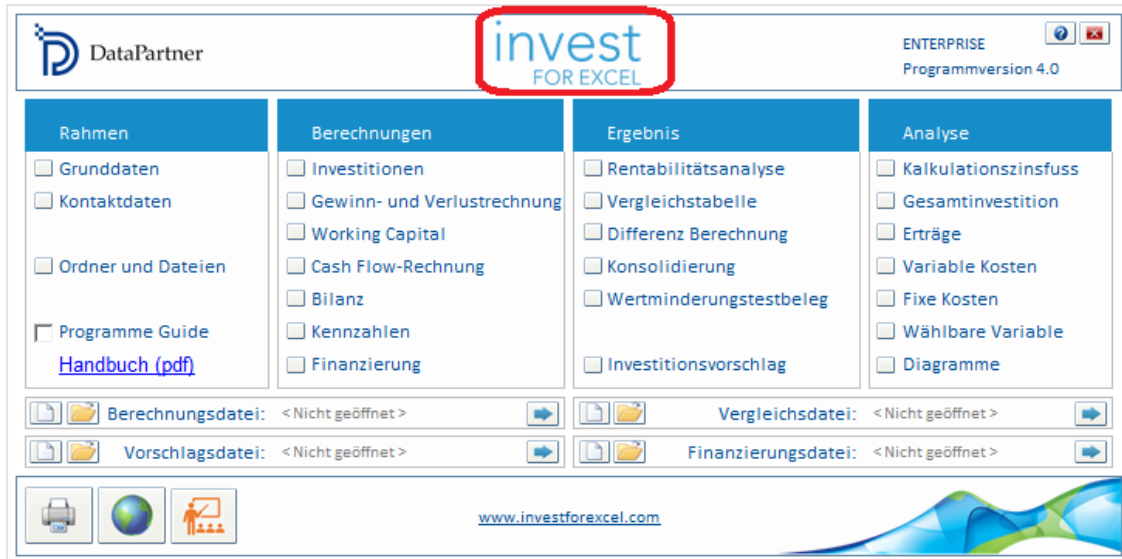 DataPartner
invest
FOR EXCEL
ENTERPRISE
Programmversion 4.0
Rahmen
Grunddaten
Kontaktdaten
Ordner und Dateien
Programme Guide
Handbuch (pdf)
Berechnungen
Investitionen
Gewinn- und Verlustrechnung
Working Capital
Cash Flow-Rechnung
Bilanz
Kennzahlen
Finanzierung
Ergebnis
Rentabilitätsanalyse
Vergleichstabelle
Differenz Berechnung
Konsolidierung
Wertminderungstestbeleg
Investitionsvorschlag
Analyse
Kalkulationszinsfuss
Gesamtinvestition
Erträge
Variable Kosten
Fixe Kosten
Wählbare Variable
Diagramme
Berechnungsdatei: <Nicht geöffnet>
Vergleichsdatei: <Nicht geöffnet>
Vorschlagsdatei: <Nicht geöffnet>
Finanzierungsdatei: <Nicht geöffnet>
www.investforexcel.com